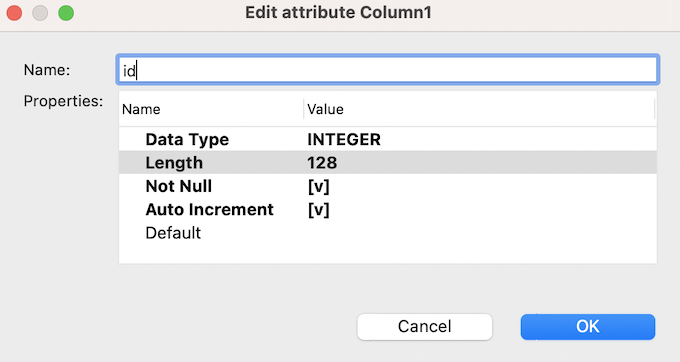 Edit attribute Column1
Name: id
Properties:
Name Value
Data Type INTEGER
Length 128
Not Null [v]
Auto Increment [v]
Default
Cancel OK